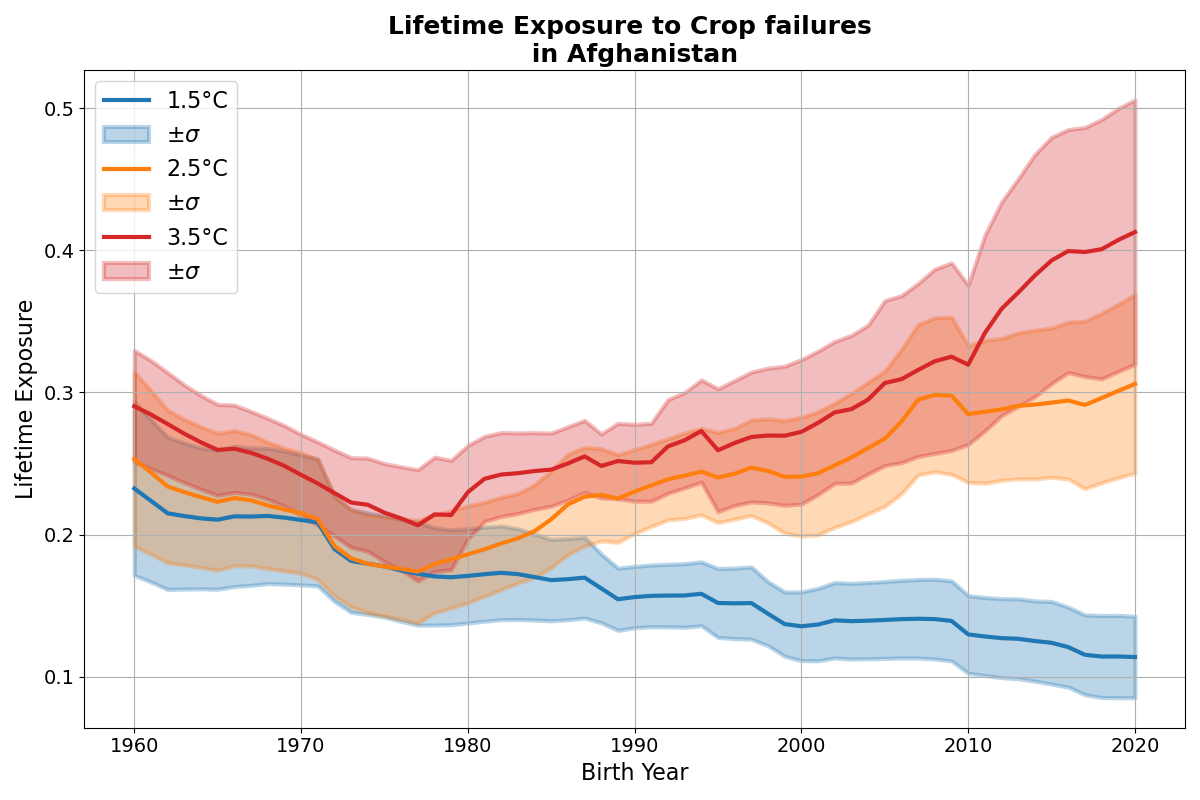 Lifetime Exposure to Crop failures
in Afghanistan
1.5°C
±σ
2.5°C
±σ
3.5°C
±σ
0.5
0.4
0.3
0.2
0.1
Lifetime Exposure
1960 1970 1980 1990 2000 2010 2020
Birth Year